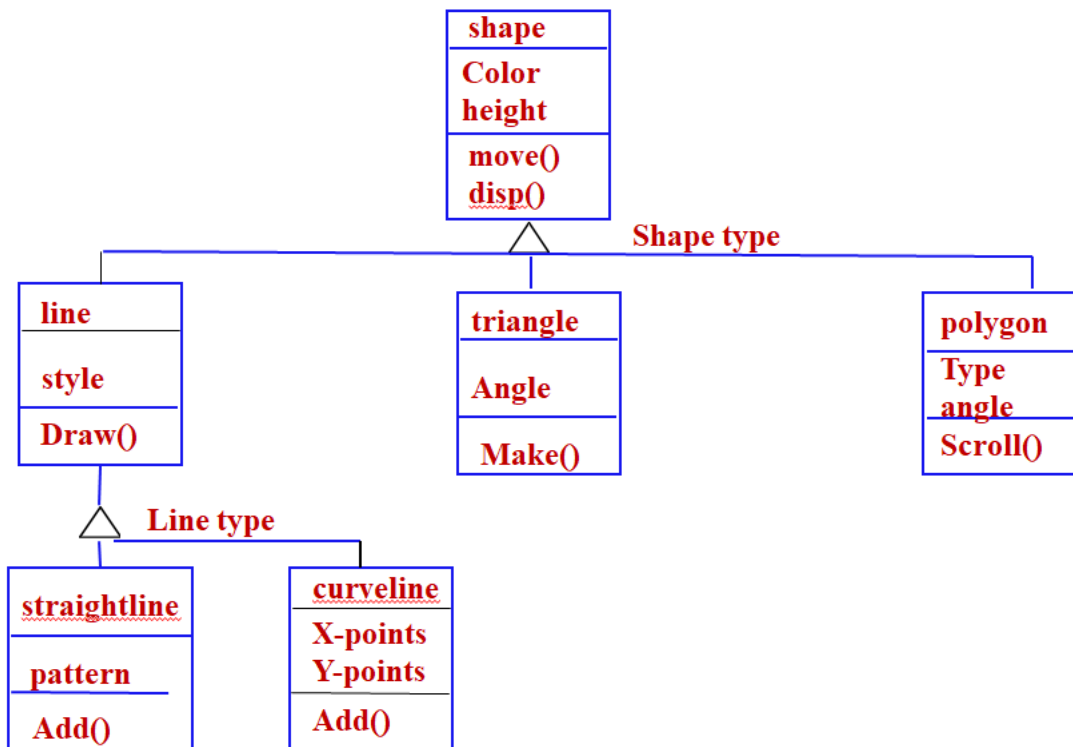 shape
Color
height
move()
disp()
Shape type
line
style
Draw()
triangle
Angle
Make()
polygon
Type
angle
Scroll()
Line type
straightline
pattern
Add()
curveline
X-points
Y-points
Add()